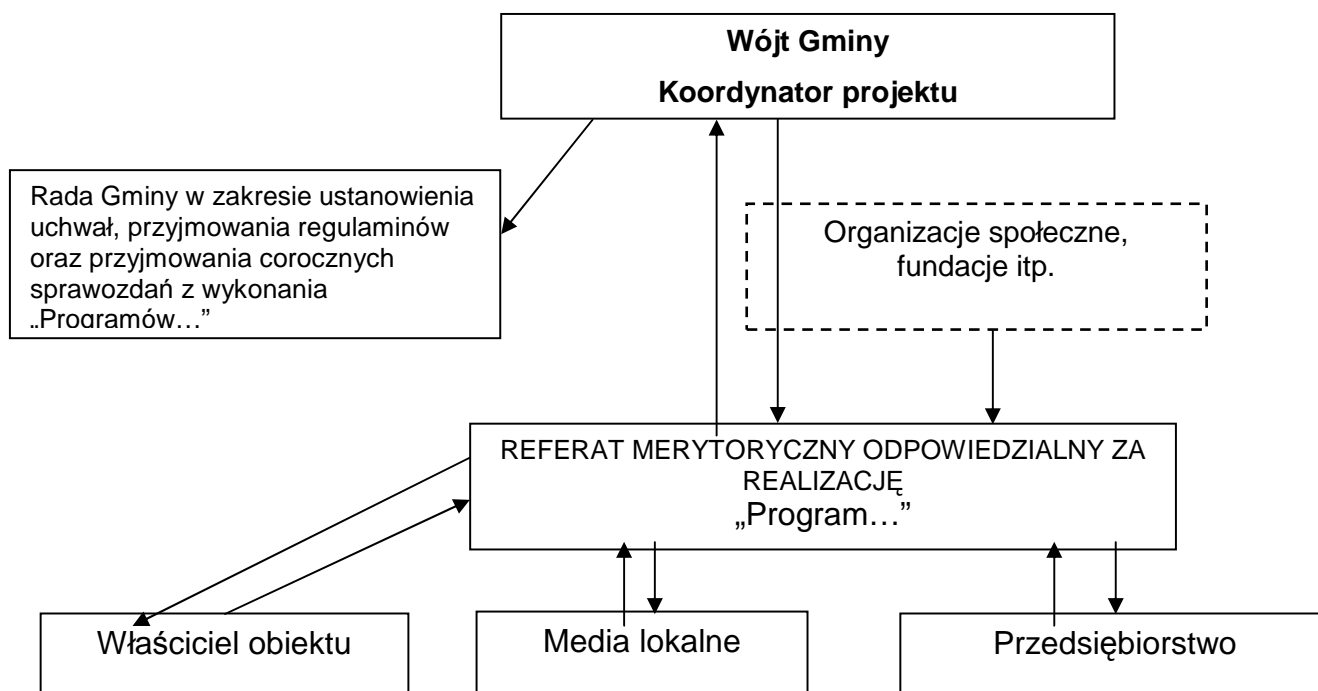 Wójt Gminy
Koordynator projektu
Rada Gminy w zakresie ustanowienia
uchwał, przyjmowania regulaminów
oraz przyjmowania corocznych
sprawozdań z wykonania
„Programów…”
Organizacje społeczne,
fundacje itp.
REFERAT MERYTORYCZNY ODPOWIEDZIALNY ZA
REALIZACJĘ
„Program…”
Właściciel obiektu
Media lokalne
Przedsiębiorstwo